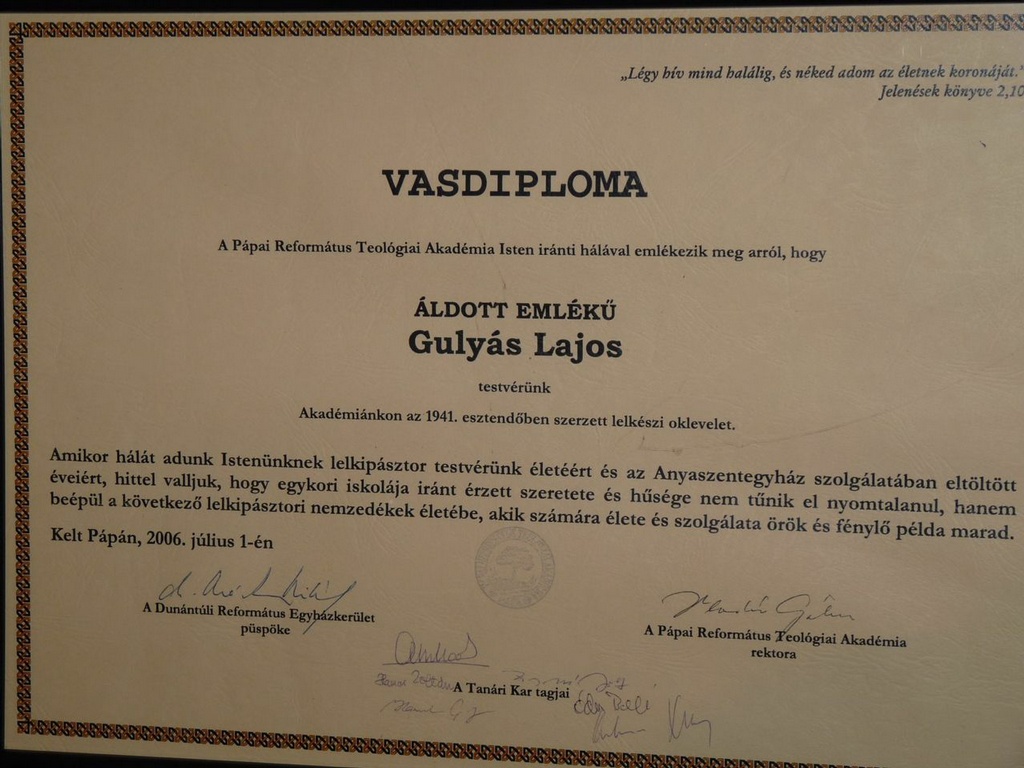 „Légy hív mind halálig, és néked adom az életnek koronáját."
Jelenések könyve 2,10
VASDIPLOMA
A Pápai Református Teológiai Akadémia Isten iránti hálával emlékezik meg arról, hogy
ÁLDOTT EMLÉKŰ
Gulyás Lajos
testvérünk
Akadémiánkon az 1941. esztendőben szerzett lelkészi oklevelet.
Amikor hálát adunk Istenünknek lelkipásztor testvérünk életéért és az Anyaszentegyház szolgálatában eltöltött
éveiért, hittel valljuk, hogy egykori iskolája iránt érzett szeretete és hűsége nem tűnik el nyomtalanul, hanem
beépül a következő lelkipásztori nemzedékek életébe, akik számára élete és szolgálata örök és fénylő példa marad.
Kelt Pápán, 2006. július 1-én
A Dunántúli Református Egyházkerület
püspöke
A Pápai Református Teológiai Akadémia
rektora
A Tanári Kar tagjai